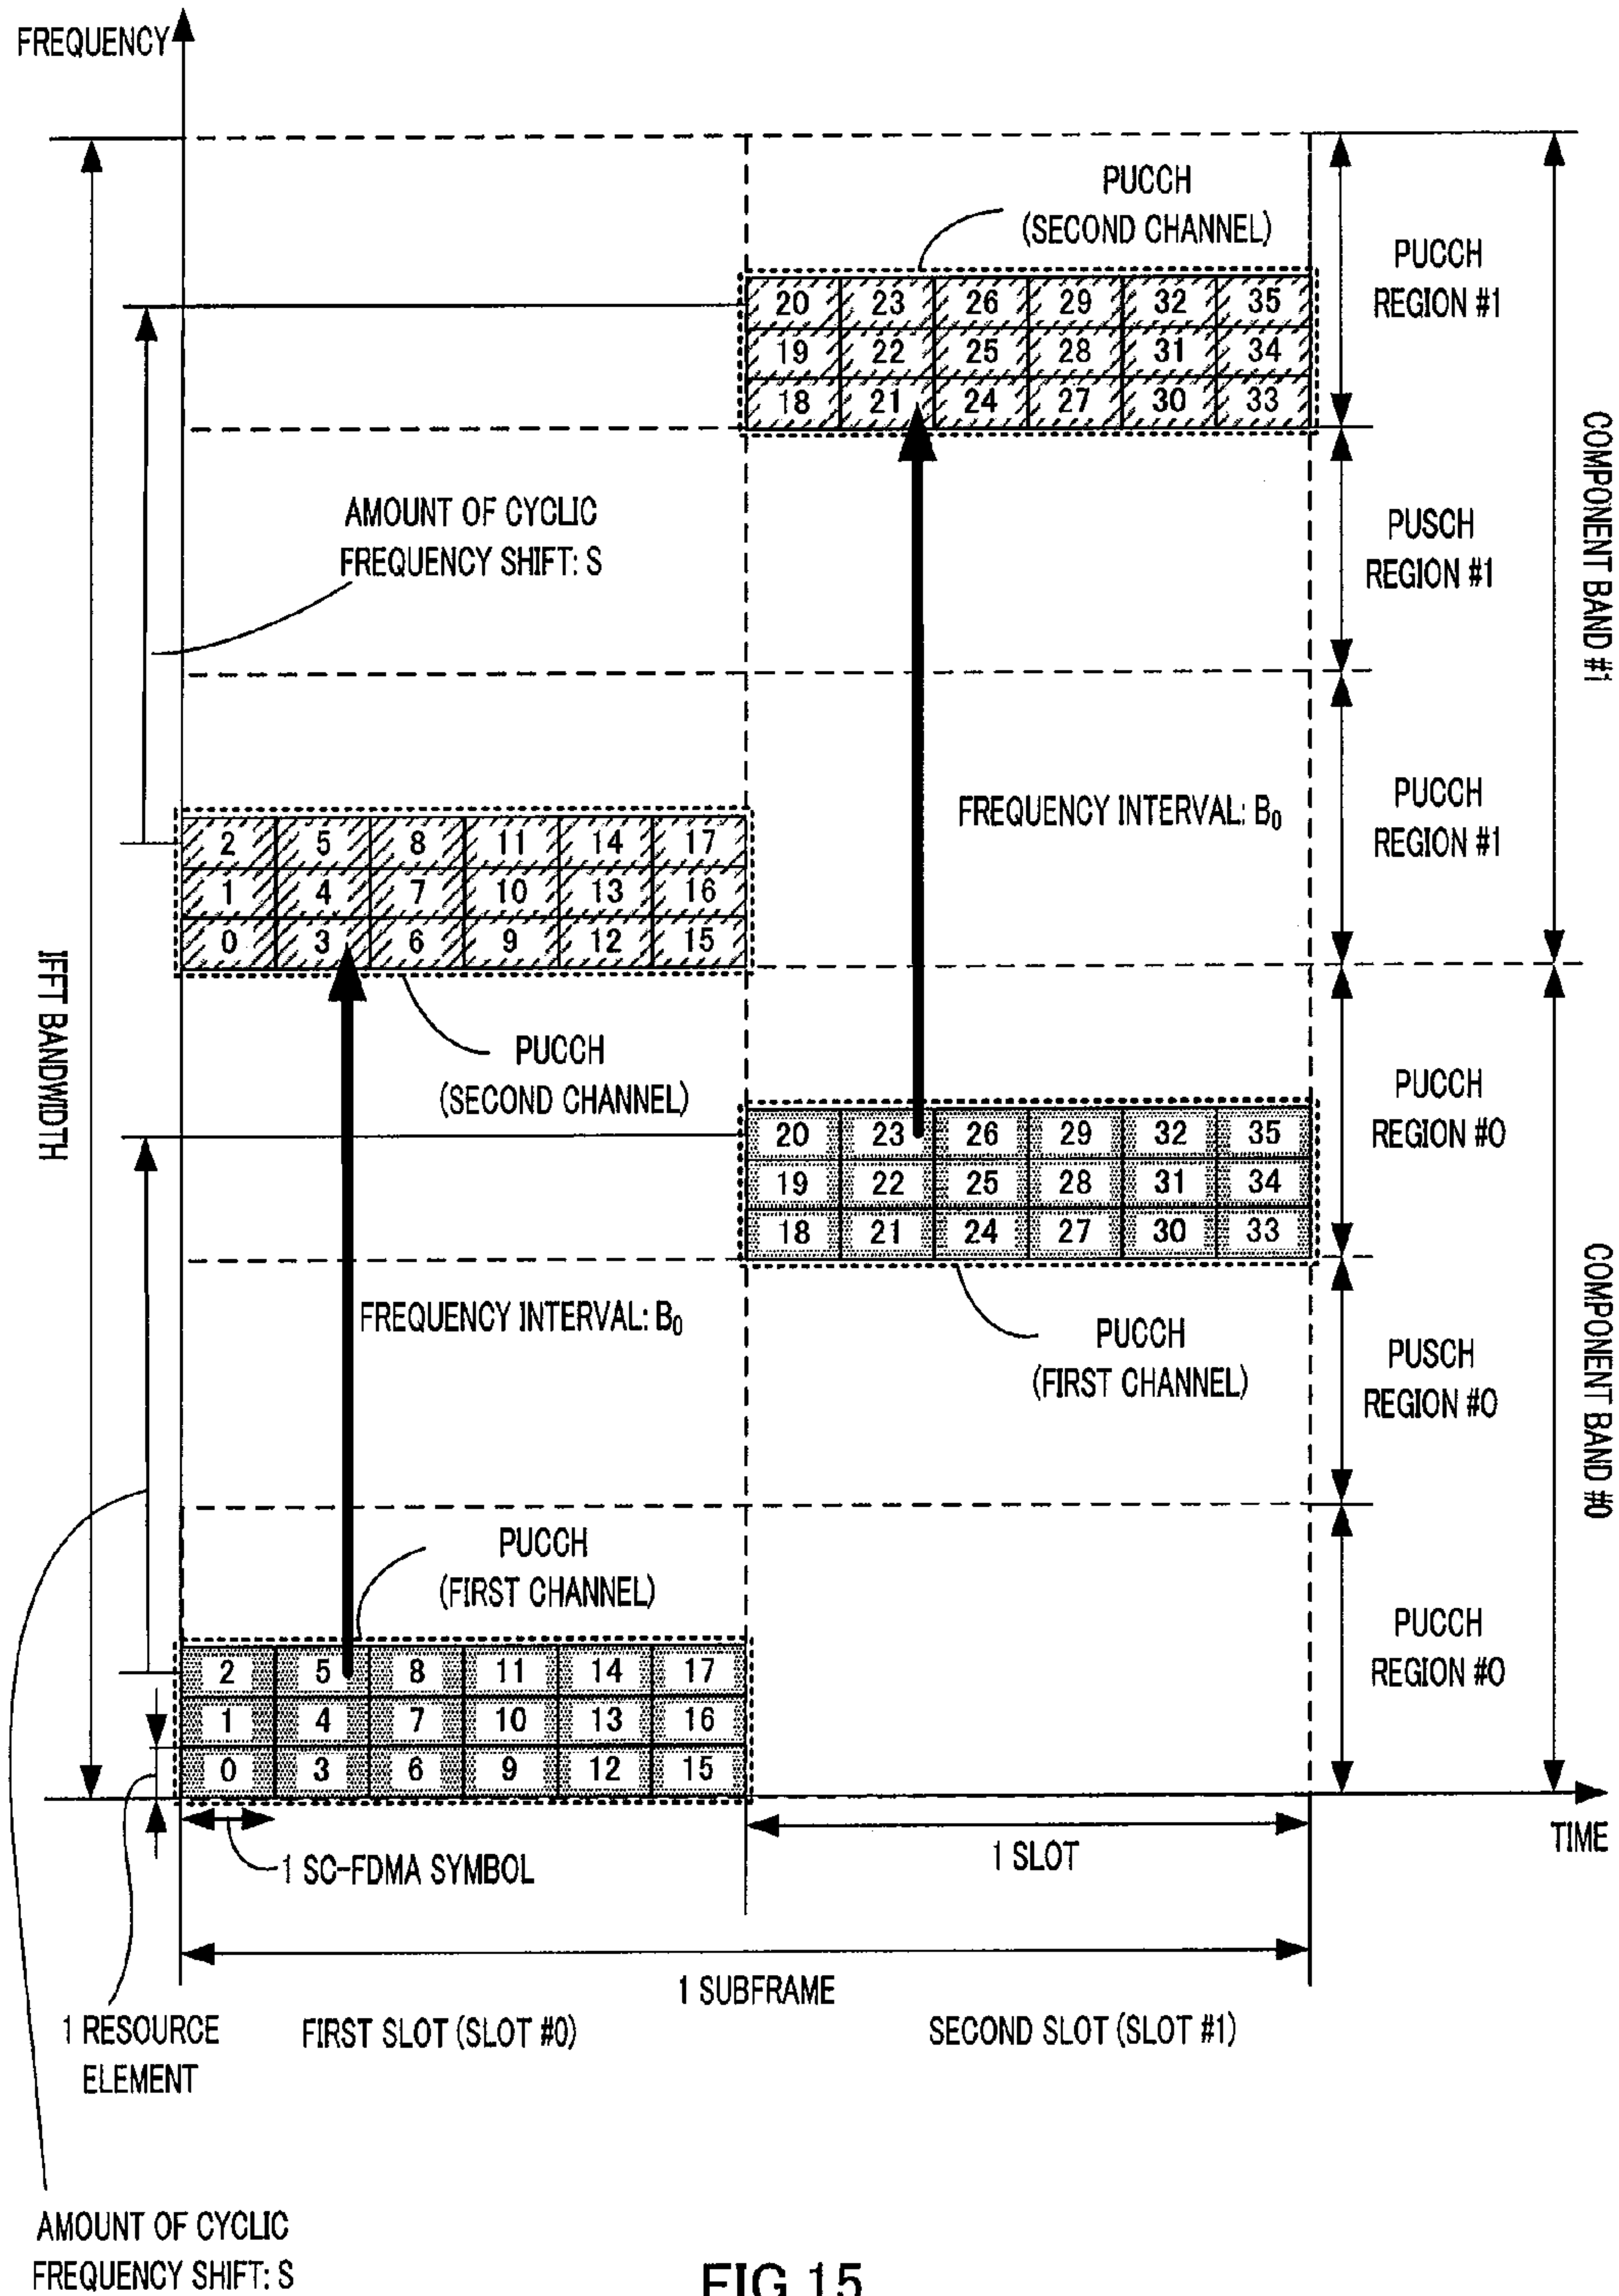 FREQUENCY
PUCCH
(SECOND CHANNEL)
PUCCH
REGION #1
20 23 26 29 32 35
19 22 25 28 31 34
18 21 24 27 30 33
COMPONENT BAND #1
AMOUNT OF CYCLIC
FREQUENCY SHIFT: S
PUSCH
REGION #1
FREQUENCY INTERVAL: B0
PUCCH
REGION #1
2 5 8 11 14 17
1 4 7 10 13 16
0 3 6 9 12 15
IFFT BANDWIDTH
PUCCH
(SECOND CHANNEL)
PUCCH
REGION #0
20 23 26 29 32 35
19 22 25 28 31 34
18 21 24 27 30 33
COMPONENT BAND #0
FREQUENCY INTERVAL: B0
PUCCH
(FIRST CHANNEL)
PUSCH
REGION #0
PUCCH
(FIRST CHANNEL)
PUCCH
REGION #0
2 5 8 11 14 17
1 4 7 10 13 16
0 3 6 9 12 15
TIME
1 SC-FDMA SYMBOL
1 SLOT
1 SUBFRAME
1 RESOURCE
ELEMENT
FIRST SLOT (SLOT #0)
SECOND SLOT (SLOT #1)
AMOUNT OF CYCLIC
FREQUENCY SHIFT: S
FIG.15